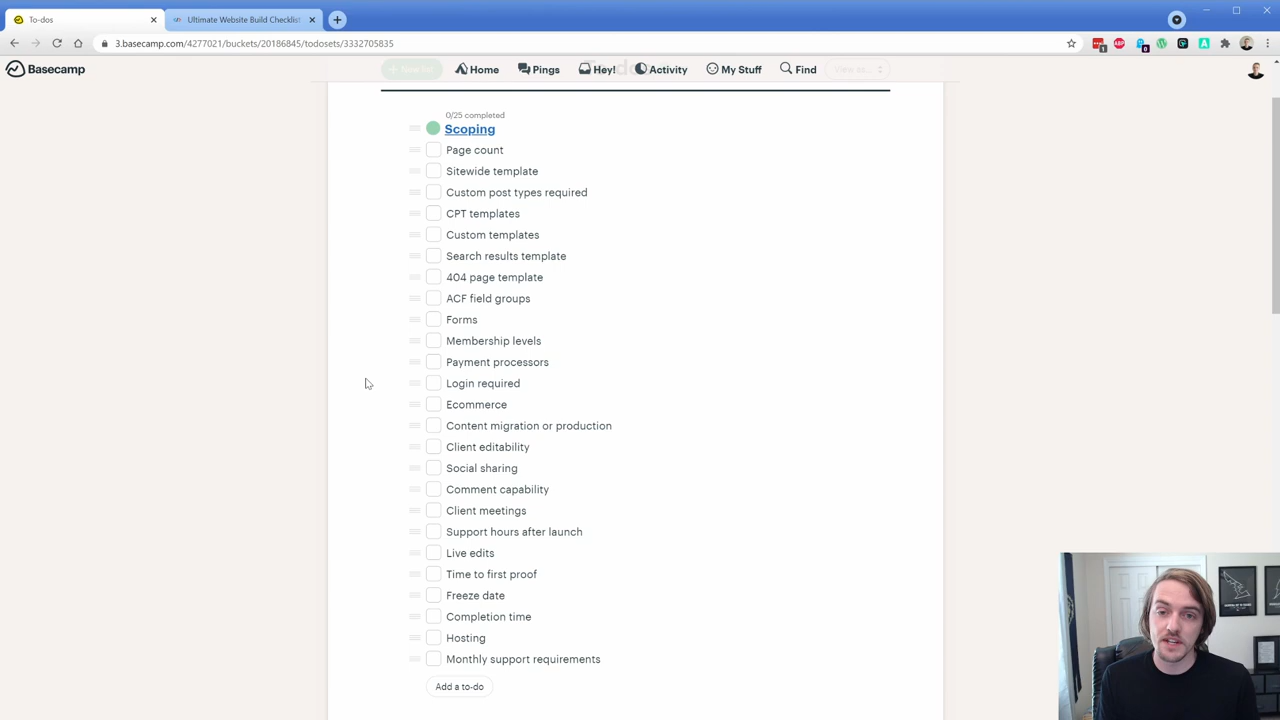 To-dos
Ultimate Website Build Checklist
3.basecamp.com/4277021/buckets/20186845/todosets/3332705835
Basecamp
+ New list
Home
Pings
Hey!
Activity
My Stuff
Find
View as...
0/25 completed
Scoping
Page count
Sitewide template
Custom post types required
CPT templates
Custom templates
Search results template
404 page template
ACF field groups
Forms
Membership levels
Payment processors
Login required
Ecommerce
Content migration or production
Client editability
Social sharing
Comment capability
Client meetings
Support hours after launch
Live edits
Time to first proof
Freeze date
Completion time
Hosting
Monthly support requirements
Add a to-do